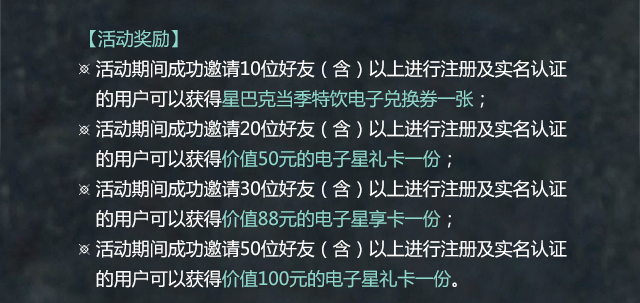 【活动奖励】
※ 活动期间成功邀请10位好友（含）以上进行注册及实名认证
的用户可以获得星巴克当季特饮电子兑换券一张；
※ 活动期间成功邀请20位好友（含）以上进行注册及实名认证
的用户可以获得价值50元的电子星礼卡一份；
※ 活动期间成功邀请30位好友（含）以上进行注册及实名认证
的用户可以获得价值88元的电子星享卡一份；
※ 活动期间成功邀请50位好友（含）以上进行注册及实名认证
的用户可以获得价值100元的电子星礼卡一份。